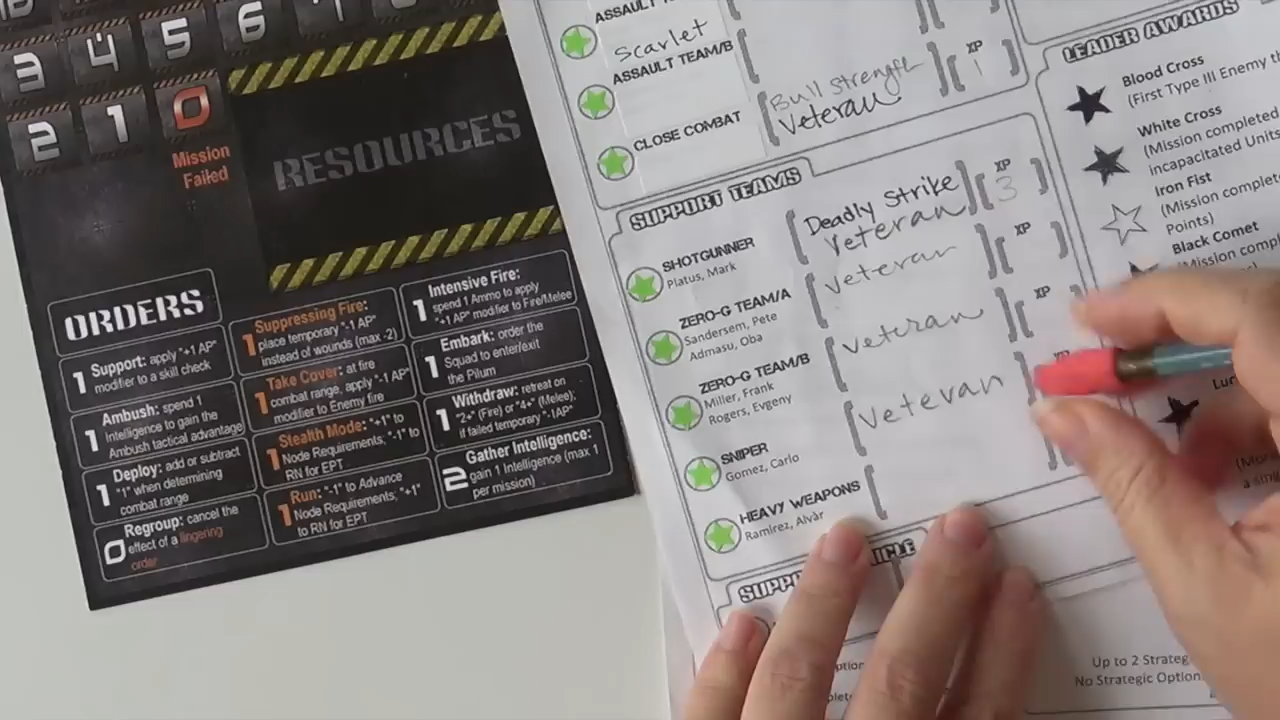 3 4 5 6
2 1 0
Mission
Failed
RESOURCES
ORDERS
1 Support: apply "+1 AP"
modifier to a skill check
1 Ambush: spend 1
Intelligence to gain the
Ambush tactical advantage
1 Deploy: add or subtract
"1" when determining
combat range
0 Regroup: cancel the
effect of a lingering
order
1 Suppressing Fire:
place temporary "-1 AP"
instead of wounds (max -2)
1 Take Cover: at fire
combat range, apply "-1 AP"
modifier to Enemy fire
1 Stealth Mode: "+1" to
Node Requirements, "-1" to
RN for EPT
1 Run: "-1" to Advance
Node Requirements, "+1"
to RN for EPT
1 Intensive Fire:
spend 1 Ammo to apply
"+1 AP" modifier to Fire/Melee
1 Embark: order the
Squad to enter/exit
the Pilum
1 Withdraw: retreat on
"2+" (Fire) or "4+" (Melee);
if failed temporary "-1AP"
2 Gather Intelligence:
gain 1 Intelligence (max 1
per mission)
Scarlet
ASSAULT TEAM/B
CLOSE COMBAT
Bull Strength
Veteran
XP
1
SUPPORT TEAMS
SHOTGUNNER
Platus, Mark
Deadly Strike
Veteran
XP
3
ZERO-G TEAM/A
Sandersem, Pete
Admasu, Oba
Veteran
XP
ZERO-G TEAM/B
Miller, Frank
Rogers, Evgeny
Veteran
XP
SNIPER
Gomez, Carlo
Veteran
XP
HEAVY WEAPONS
Ramirez, Alvàr
LEADER AWARDS
Blood Cross
(First Type III Enemy
White Cross
(Mission completed
incapacitated Units
Iron Fist
(Mission
Points)
Black Comet
Up to 2
No Strategic